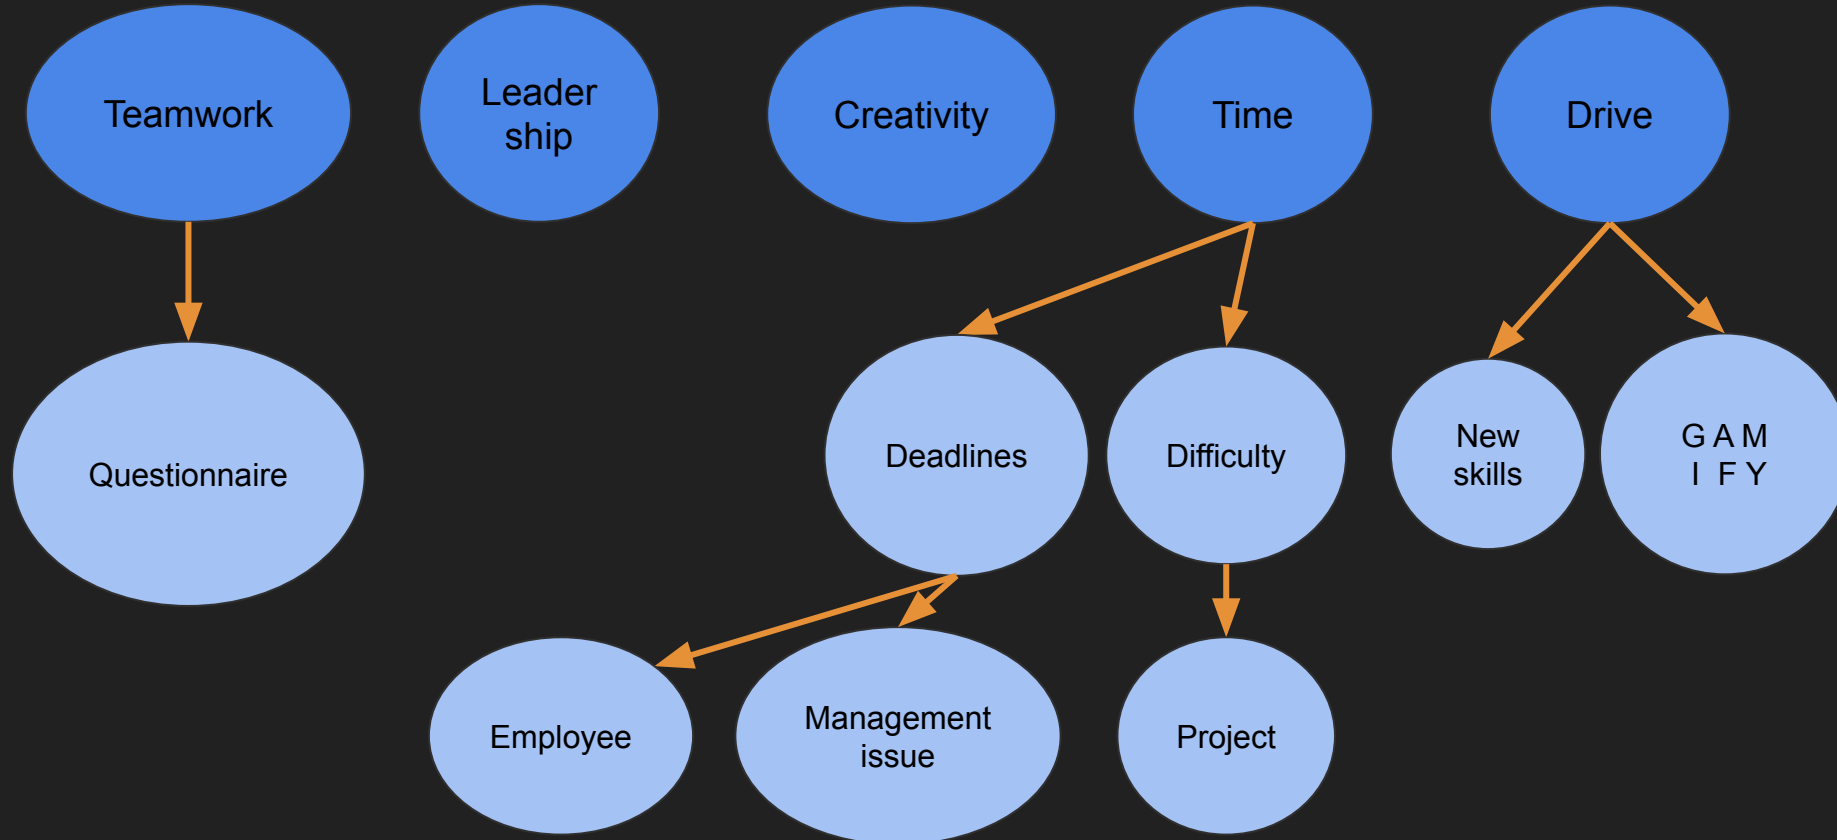 Teamwork
Leader
ship
Creativity
Time
Drive
Questionnaire
Deadlines
Difficulty
New
skills
G A M
I F Y
Employee
Management
issue
Project